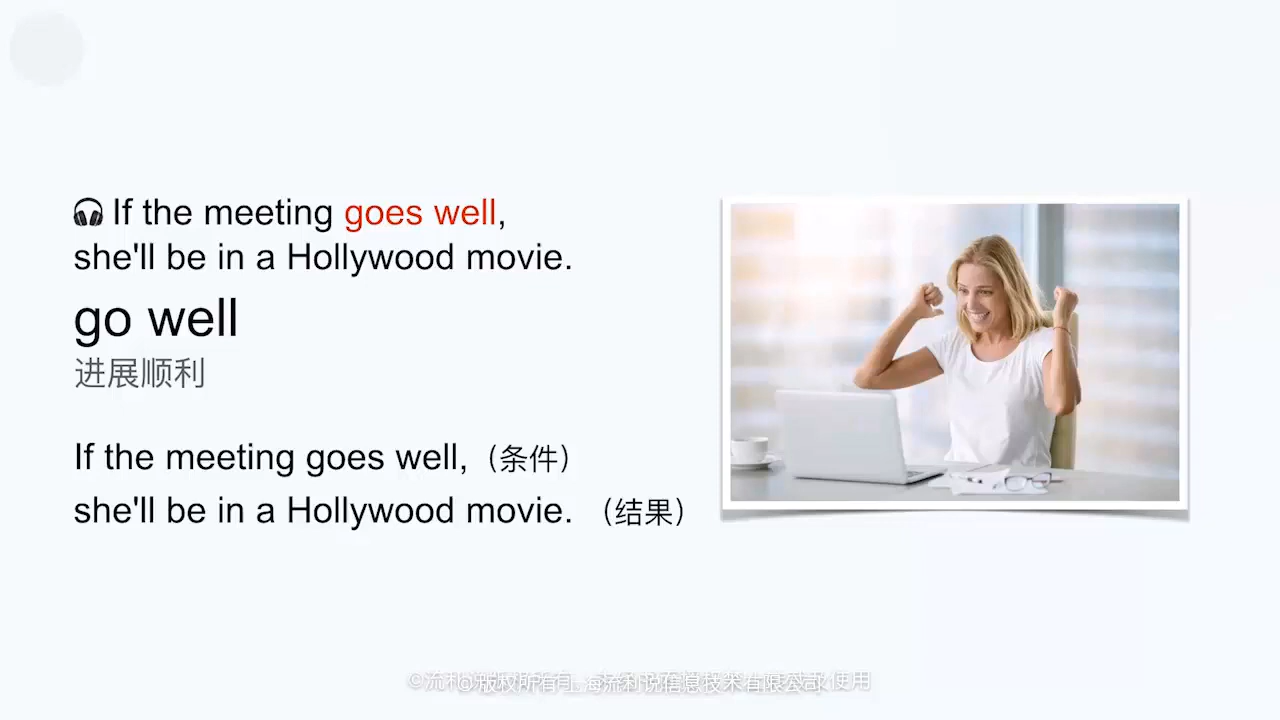 If the meeting goes well,
she'll be in a Hollywood movie.
go well
进展顺利
If the meeting goes well,（条件）
she'll be in a Hollywood movie. （结果）